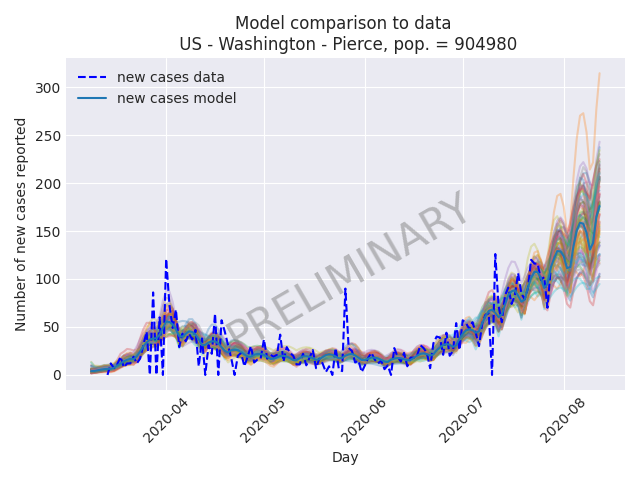 Model comparison to data
US - Washington - Pierce, pop. = 904980
new cases data
new cases model
PRELIMINARY
Number of new cases reported
300
250
200
150
100
50
0
2020-04
2020-05
2020-06
2020-07
2020-08
Day